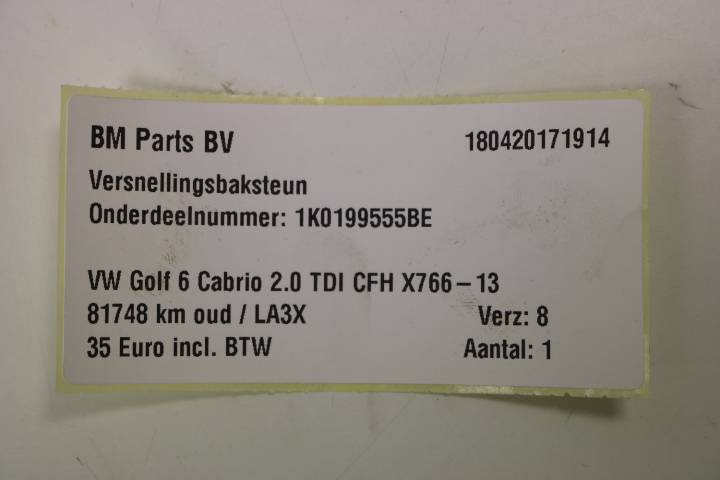 BM Parts BV 180420171914
Versnellingsbaksteun
Onderdeelnummer: 1K0199555BE
VW Golf 6 Cabrio 2.0 TDI CFH X766-13
81748 km oud / LA3X Verz: 8
35 Euro incl. BTW Aantal: 1